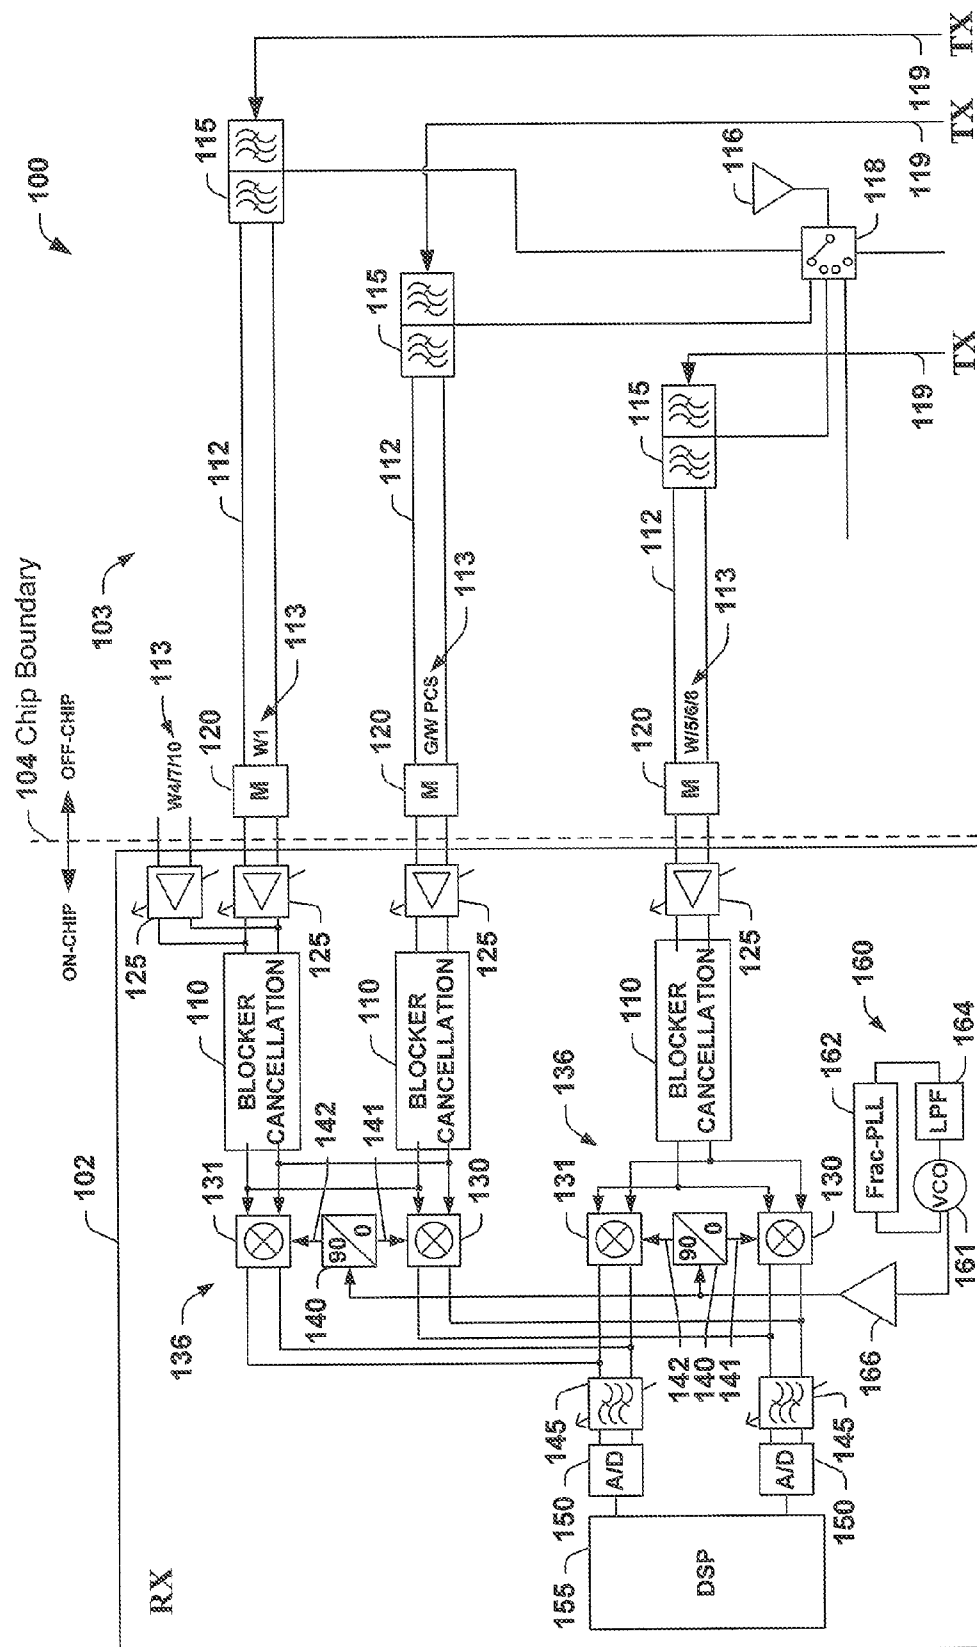 100
104 Chip Boundary
ON-CHIP
OFF-CHIP
103
102
RX
W4/7/10
113
125
115
112
120
M
W1
113
125
110
BLOCKER
CANCELLATION
131
142
136
90
0
140
141
119
TX
115
112
120
M
G/W PCS
113
125
110
BLOCKER
CANCELLATION
130
119
TX
116
118
115
112
120
M
W/5/6/8
113
125
110
BLOCKER
CANCELLATION
136
131
142
90
0
140
141
130
119
TX
145
150
A/D
155
DSP
145
150
A/D
160
162
Frac-PLL
164
LPF
VCO
161
166